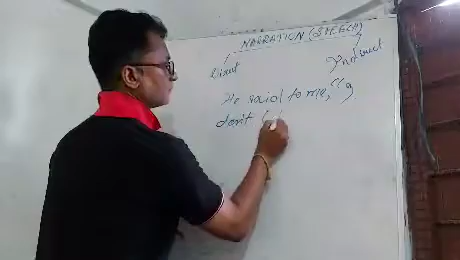 NARRATION (SPEECH)
Direct Indirect
He said to me, "I
don't